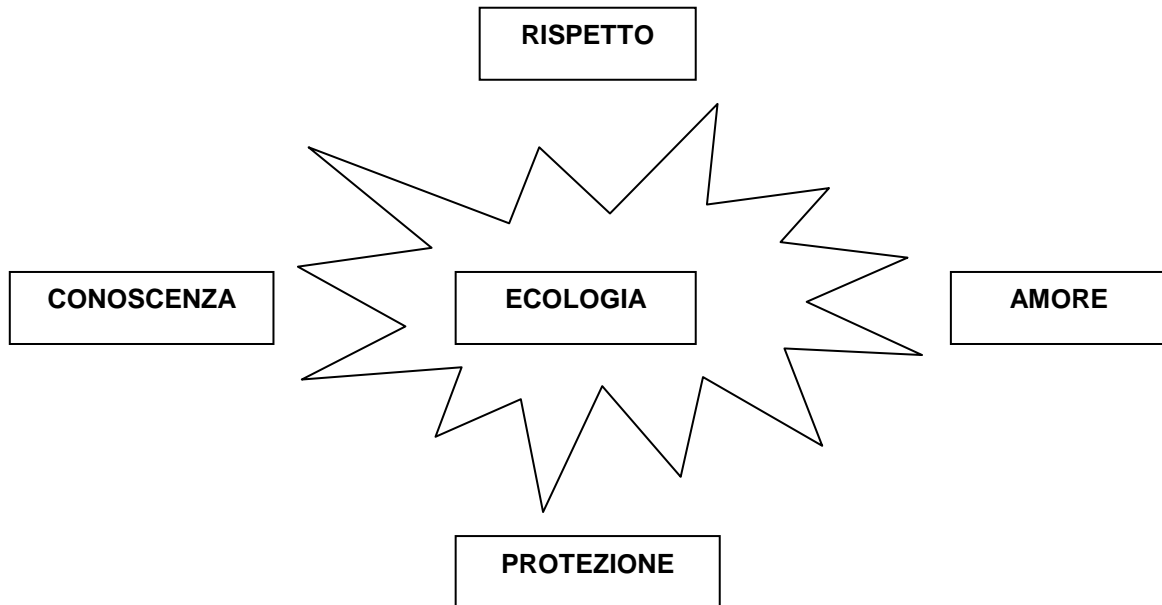 RISPETTO
CONOSCENZA
ECOLOGIA
AMORE
PROTEZIONE